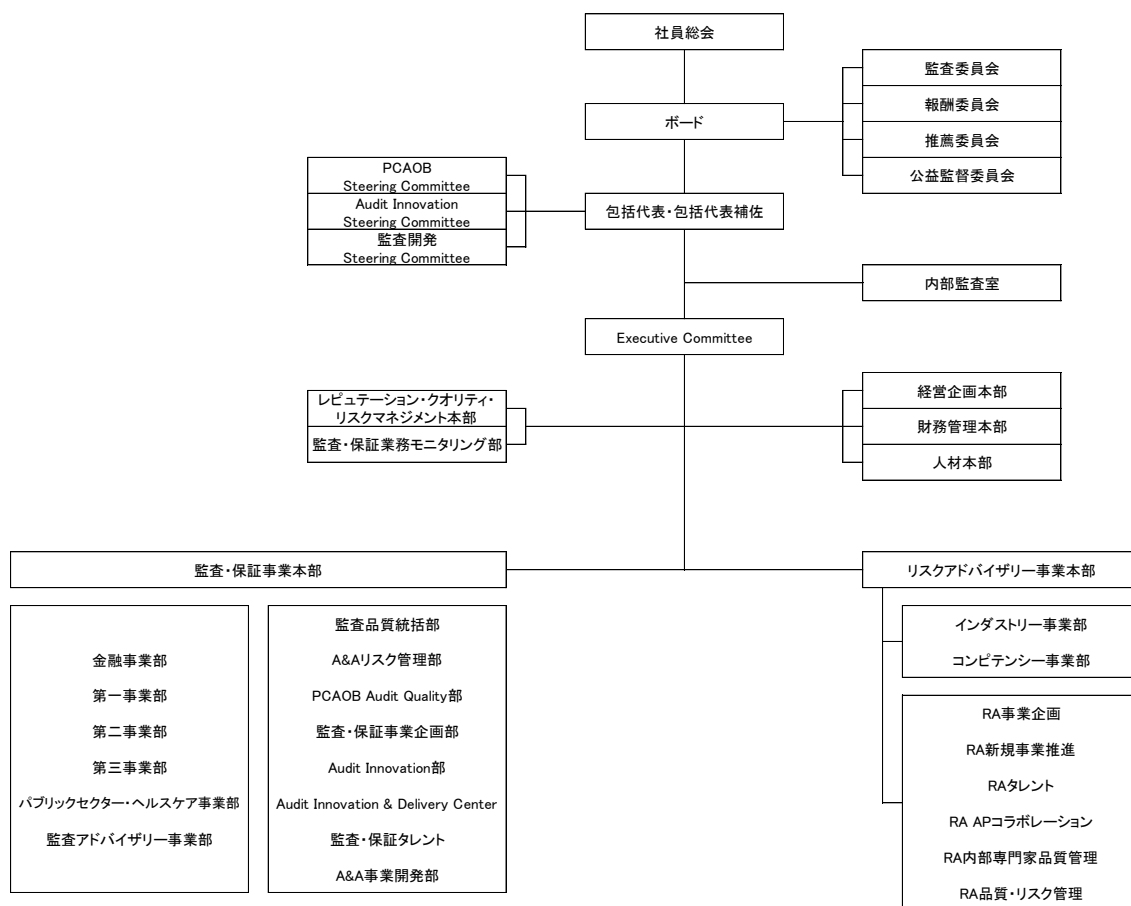 社員総会
監査委員会
報酬委員会
推薦委員会
公益監督委員会
ボード
PCAOB
Steering Committee
Audit Innovation
Steering Committee
監査開発
Steering Committee
包括代表・包括代表補佐
内部監査室
Executive Committee
レピュテーション・クオリティ・
リスクマネジメント本部
監査・保証業務モニタリング部
経営企画本部
財務管理本部
人材本部
監査・保証事業本部
リスクアドバイザリー事業本部
金融事業部
第一事業部
第二事業部
第三事業部
パブリックセクター・ヘルスケア事業部
監査アドバイザリー事業部
監査品質統括部
A&Aリスク管理部
PCAOB Audit Quality部
監査・保証事業企画部
Audit Innovation部
Audit Innovation & Delivery Center
監査・保証タレント
A&A事業開発部
インダストリー事業部
コンピテンシー事業部
RA事業企画
RA新規事業推進
RAタレント
RA APコラボレーション
RA内部専門家品質管理
RA品質・リスク管理